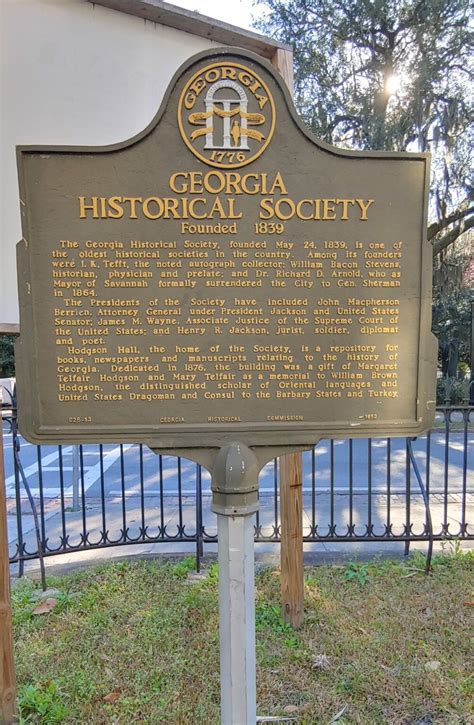 GEORGIA
1776
GEORGIA
HISTORICAL SOCIETY
Founded 1839
The Georgia Historical Society, founded May 24, 1839, is one of
the oldest historical societies in the country. Among its founders
were I. K. Tefft, the noted autograph collector; William Bacon Stevens,
historian, physician and prelate; and Dr. Richard D. Arnold, who as
Mayor of Savannah formally surrendered the City to Gen. Sherman
in 1864.
The Presidents of the Society have included John Macpherson
Berrien, Attorney General under President Jackson and United States
Senator; James M. Wayne, Associate Justice of the Supreme Court of
the United States; and Henry R. Jackson, jurist, soldier, diplomat
and poet.
Hodgson Hall, the home of the Society, is a repository for
books, newspapers and manuscripts relating to the history of
Georgia. Dedicated in 1876, the building was a gift of Margaret
Telfair Hodgson and Mary Telfair as a memorial to William Brown
Hodgson, the distinguished scholar of Oriental languages and
United States Dragoman and Consul to the Barbary States and Turkey.
025-53 GEORGIA HISTORICAL COMMISSION 1953